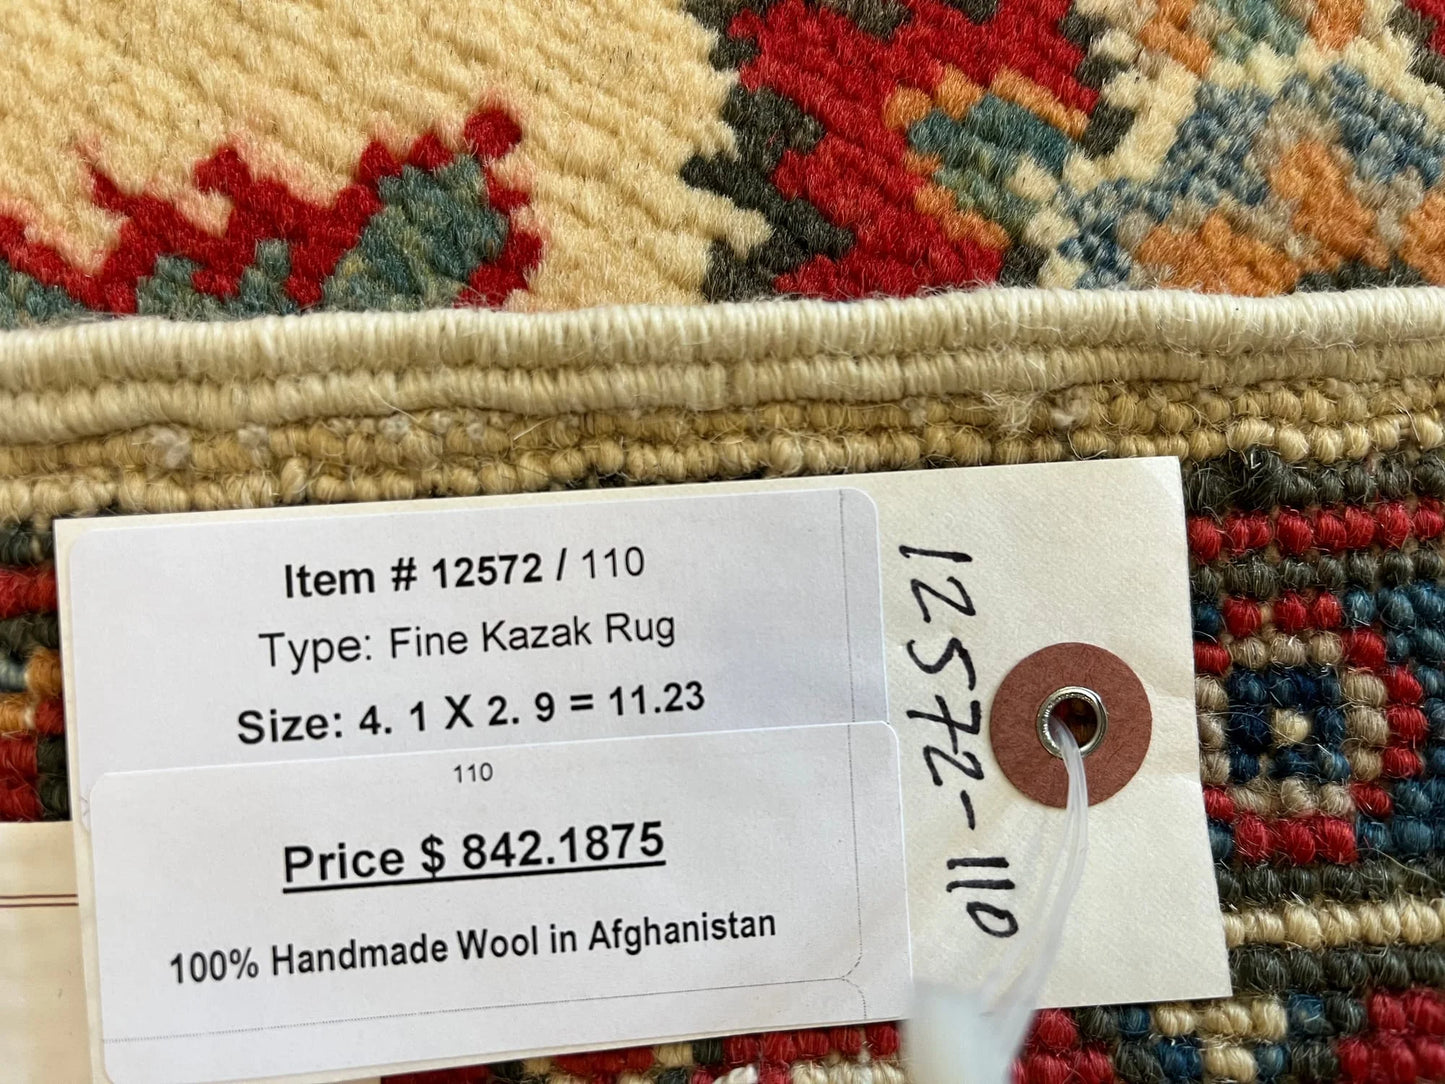 Item # 12572 / 110
Type: Fine Kazak Rug
Size: 4. 1 X 2. 9 = 11.23
110
Price $ 842.1875
100% Handmade Wool in Afghanistan
12572-110